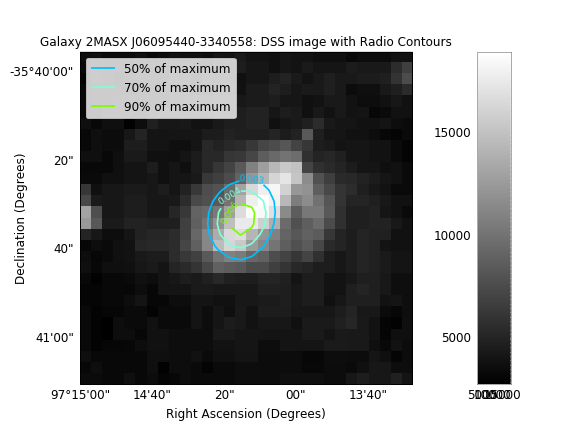 Galaxy 2MASX J06095440-3340558: DSS image with Radio Contours
50% of maximum
70% of maximum
90% of maximum
-35°40'00"
20"
40"
41'00"
Declination (Degrees)
97°15'00" 14'40" 20" 00" 13'40"
Right Ascension (Degrees)
15000
10000
5000
0.003